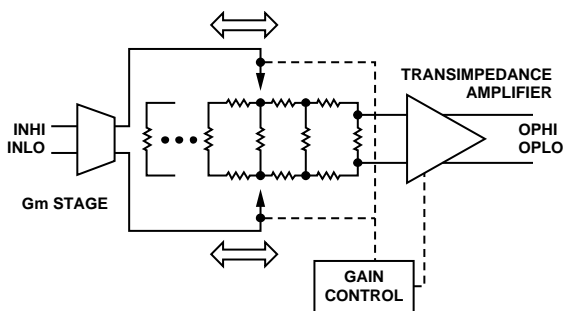 TRANSIMPEDANCE
AMPLIFIER
INHI
INLO
OPHI
OPLO
Gm STAGE
GAIN
CONTROL